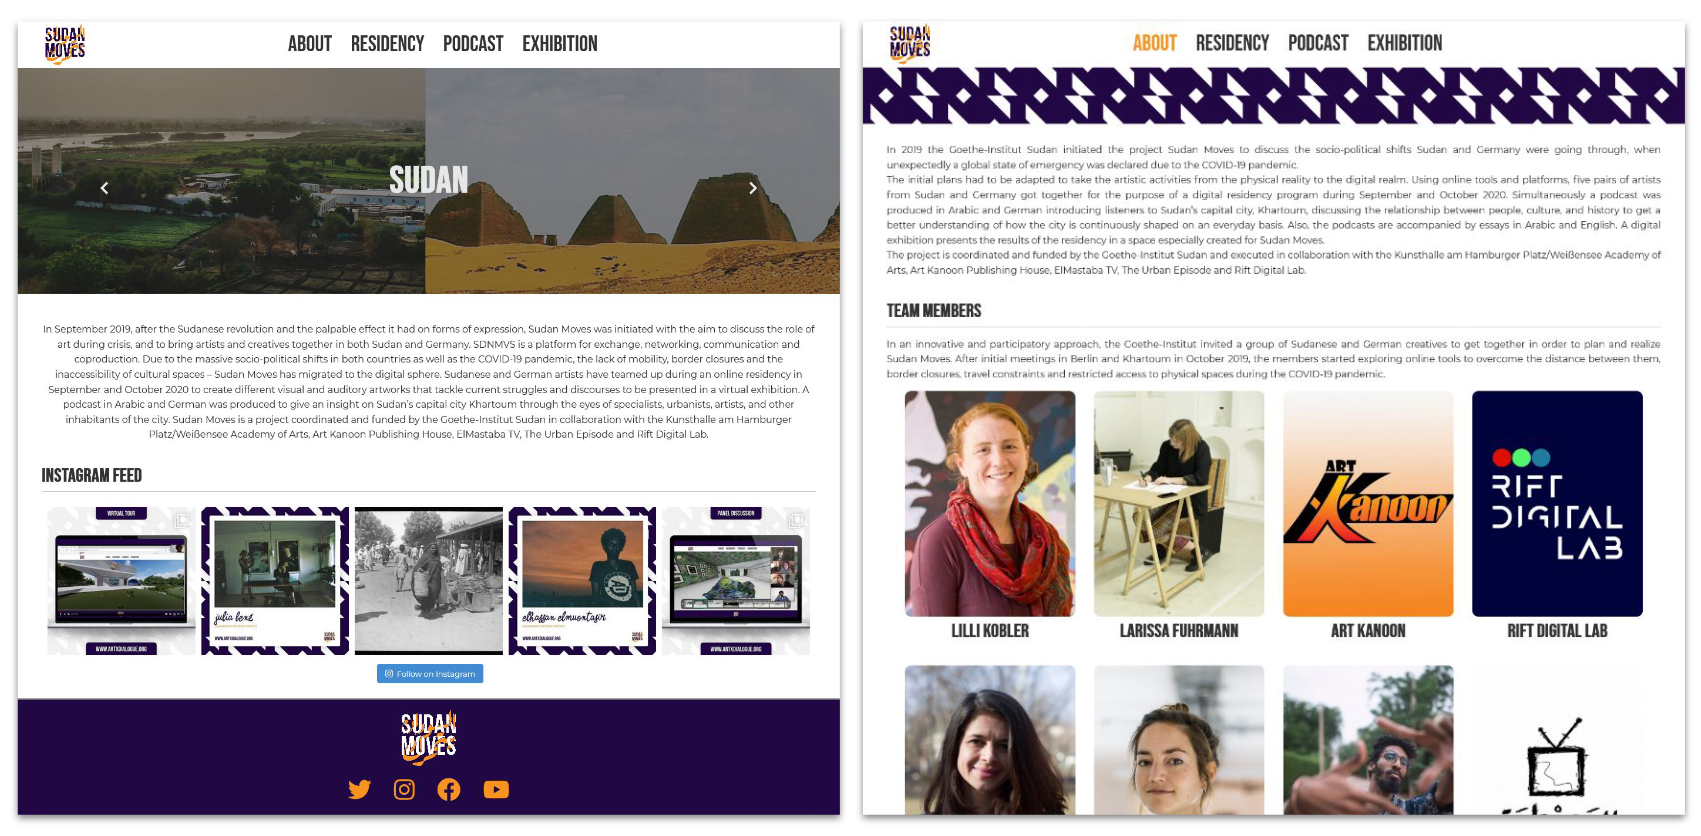 SUDAN
MOVES
ABOUT RESIDENCY PODCAST EXHIBITION
SUDAN
In September 2019, after the Sudanese revolution and the palpable effect it had on forms of expression, Sudan Moves was initiated with the aim to discuss the role of
art during crisis, and to bring artists and creatives together in both Sudan and Germany. SDNMVS is a platform for exchange, networking, communication and
coproduction. Due to the massive socio-political shifts in both countries as well as the COVID-19 pandemic, the lack of mobility, border closures and the
inaccessibility of cultural spaces – Sudan Moves has migrated to the digital sphere. Sudanese and German artists have teamed up during an online residency in
September and October 2020 to create different visual and auditory artworks that tackle current struggles and discourses to be presented in a virtual exhibition. A
podcast in Arabic and German was produced to give an insight on Sudan's capital city Khartoum through the eyes of specialists, urbanists, artists, and other
inhabitants of the city. Sudan Moves is a project coordinated and funded by the Goethe-Institut Sudan in collaboration with the Kunsthalle am Hamburger
Platz/Weißensee Academy of Arts, Art Kanoon Publishing House, ElMastaba TV, The Urban Episode and Rift Digital Lab.
INSTAGRAM FEED
VIRTUAL TOUR
WWW.ARTXDIALOGUE.ORG
julia benz
WWW.ARTXDIALOGUE.ORG
elhassan elmuontasir
WWW.ARTXDIALOGUE.ORG
PANEL DISCUSSION
WWW.ARTXDIALOGUE.ORG
Follow on Instagram
SUDAN
MOVES
SUDAN
MOVES
ABOUT RESIDENCY PODCAST EXHIBITION
In 2019 the Goethe-Institut Sudan initiated the project Sudan Moves to discuss the socio-political shifts Sudan and Germany were going through, when
unexpectedly a global state of emergency was declared due to the COVID-19 pandemic.
The initial plans had to be adapted to take the artistic activities from the physical reality to the digital realm. Using online tools and platforms, five pairs of artists
from Sudan and Germany got together for the purpose of a digital residency program during September and October 2020. Simultaneously a podcast was
produced in Arabic and German introducing listeners to Sudan's capital city, Khartoum, discussing the relationship between people, culture, and history to get a
better understanding of how the city is continuously shaped on an everyday basis. Also, the podcasts are accompanied by essays in Arabic and English. A digital
exhibition presents the results of the residency in a space especially created for Sudan Moves.
The project is coordinated and funded by the Goethe-Institut Sudan and executed in collaboration with the Kunsthalle am Hamburger Platz/Weißensee Academy of
Arts, Art Kanoon Publishing House, ElMastaba TV, The Urban Episode and Rift Digital Lab.
TEAM MEMBERS
In an innovative and participatory approach, the Goethe-Institut invited a group of Sudanese and German creatives to get together in order to plan and realize
Sudan Moves. After initial meetings in Berlin and Khartoum in October 2019, the members started exploring online tools to overcome the distance between them,
border closures, travel constraints and restricted access to physical spaces during the COVID-19 pandemic.
ART
Kanoon
RIFT
DIGITAL
LAB
LILLI KOBLER LARISSA FUHRMANN ART KANOON RIFT DIGITAL LAB